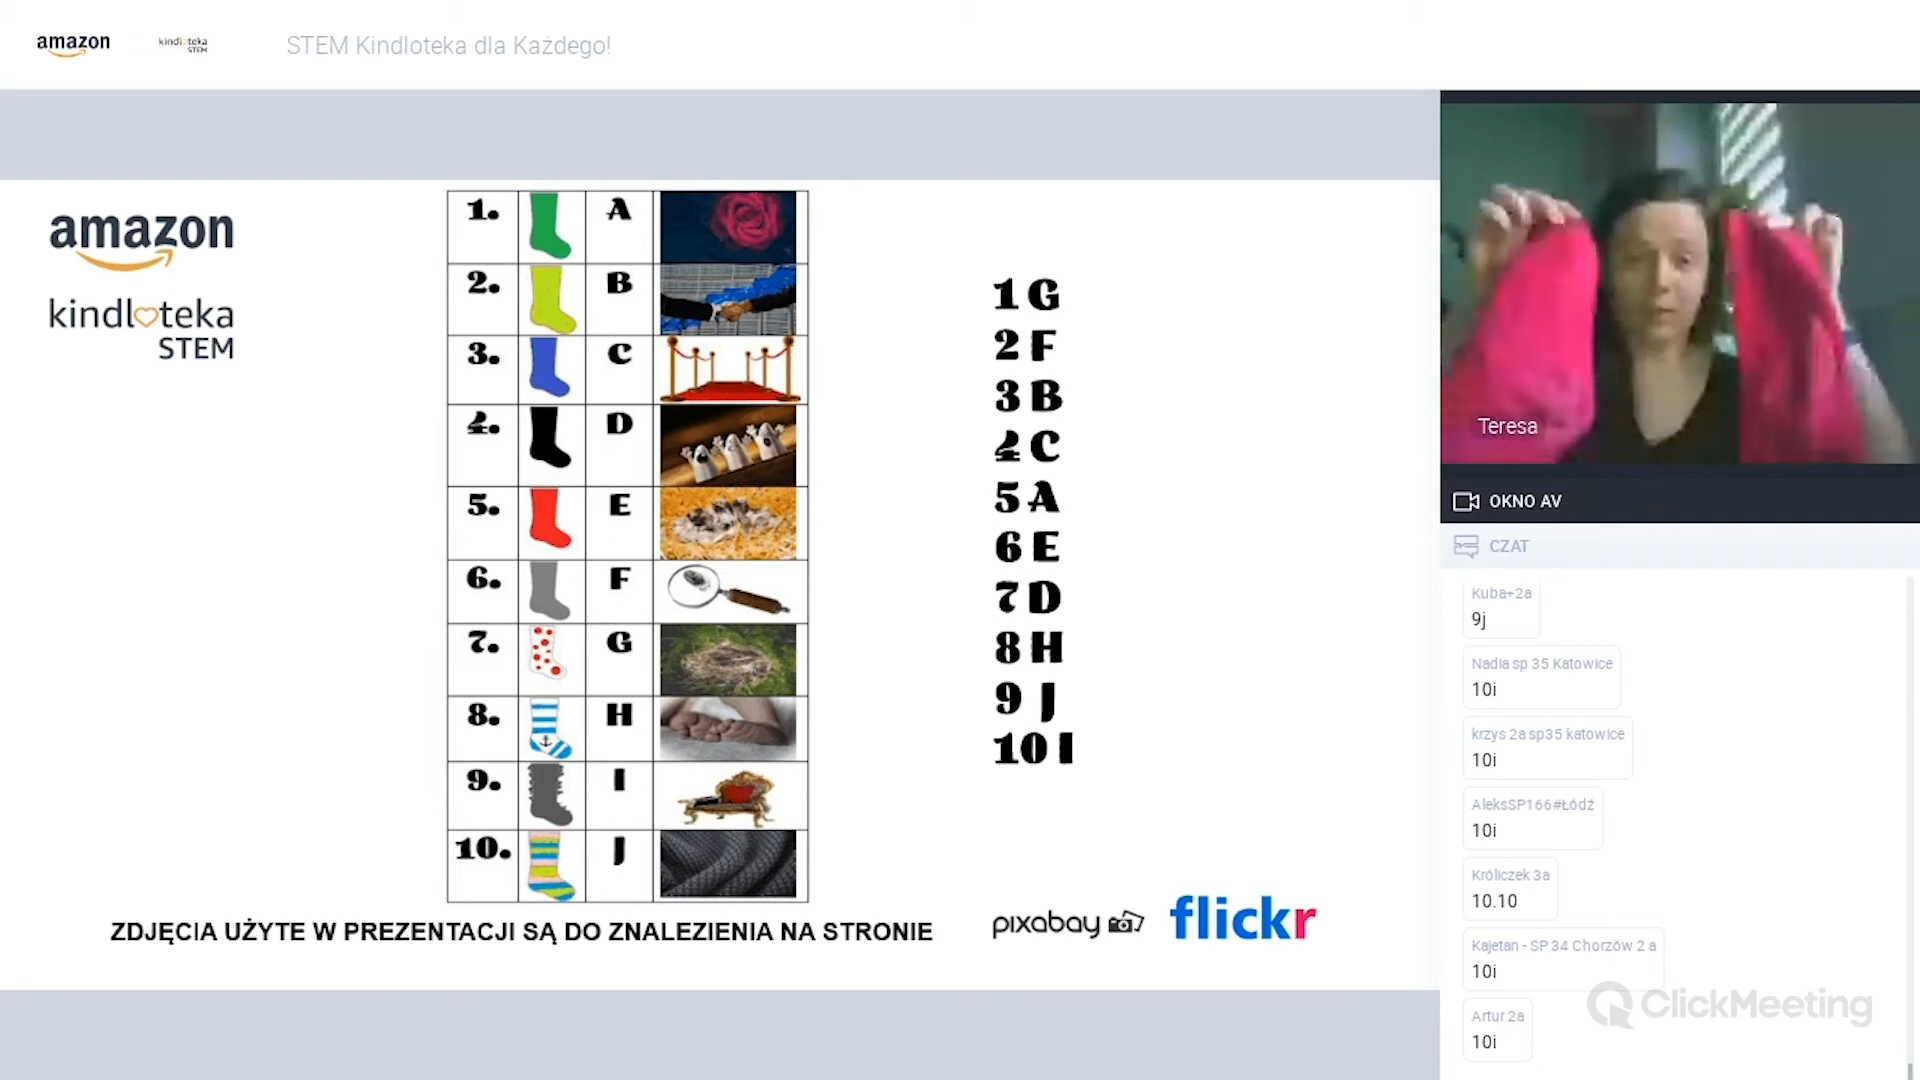 amazon
kindloteka
STEM
STEM Kindloteka dla Każdego!
amazon
kindloteka
STEM
1. A
2. B
3. C
4. D
5. E
6. F
7. G
8. H
9. I
10. J
1 G
2 F
3 B
4 C
5 A
6 E
7 D
8 H
9 J
10 I
ZDJĘCIA UŻYTE W PREZENTACJI SĄ DO ZNALEZIENIA NA STRONIE
pixabay
flickr
Teresa
OKNO AV
CZAT
Kuba+2a
9j
Nadia sp 35 Katowice
10i
krzys 2a sp35 katowice
10i
AleksSP166#Łódż
10i
Króliczek 3a
10.10
Kajetan - SP 34 Chorzów 2 a
10i
Artur 2a
10i
ClickMeeting